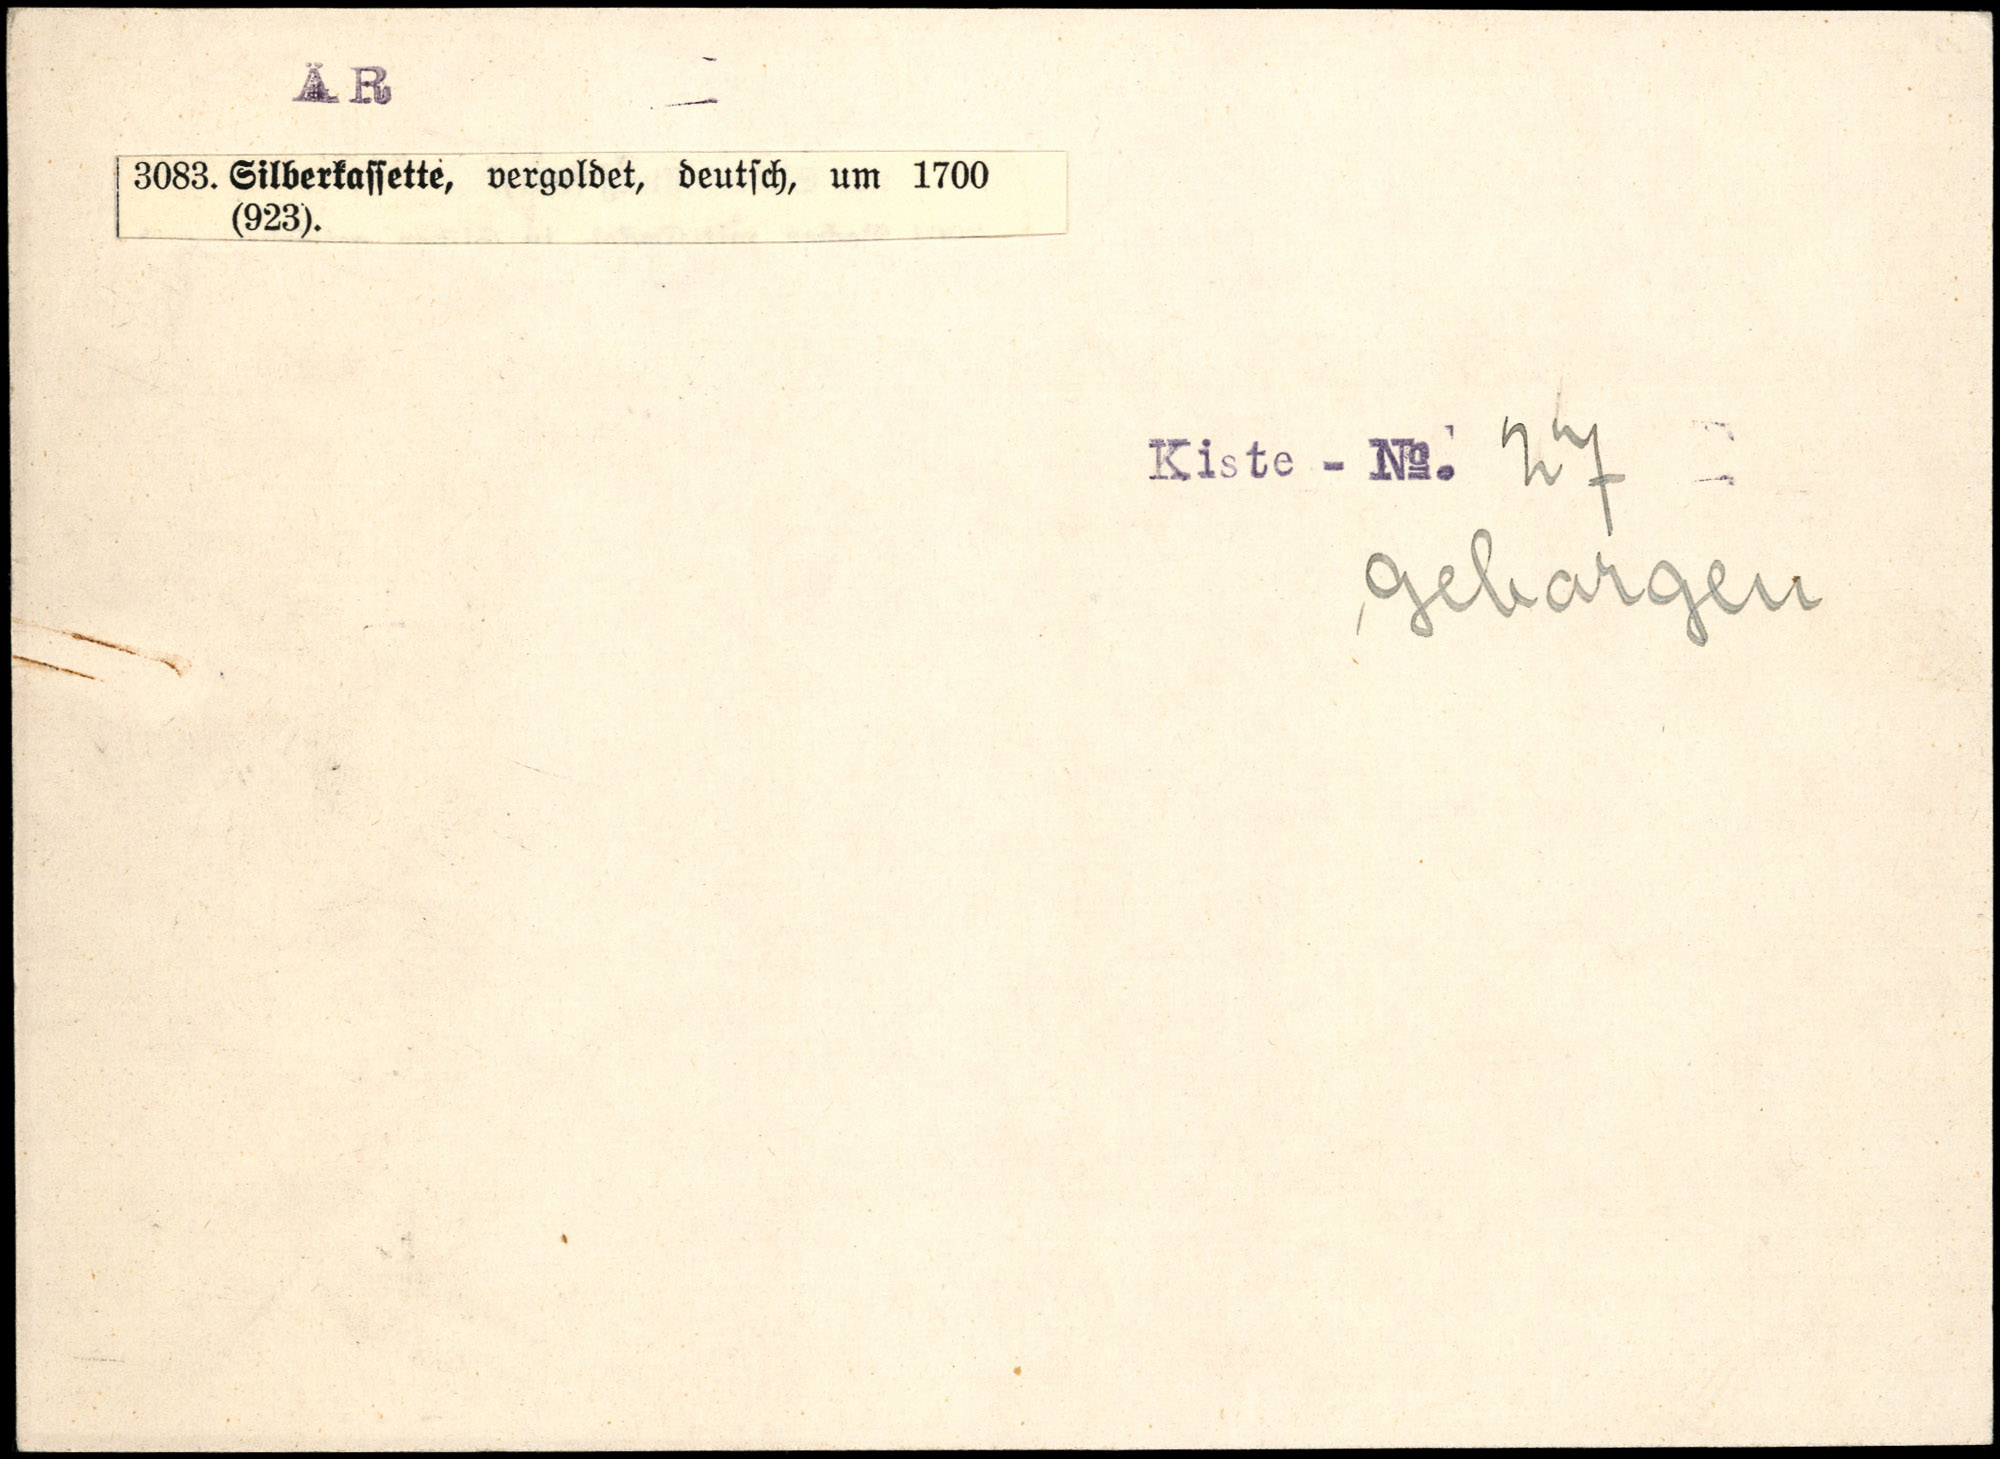 ÄR
3083. Silberkassette, vergoldet, deutsch, um 1700
(923).
Kiste - №. 27
geborgen